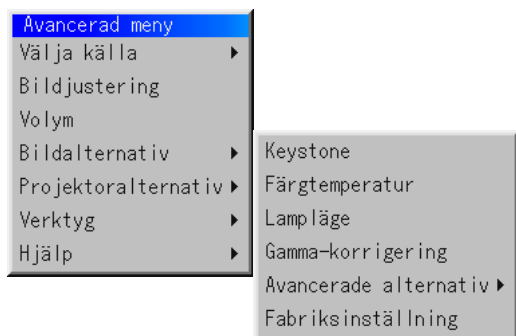 Avancerad meny
Välja källa
Bildjustering
Volym
Bildalternativ
Projektoralternativ
Verktyg
Hjälp
Keystone
Färgtemperatur
Lampläge
Gamma-korrigering
Avancerade alternativ
Fabriksinställning